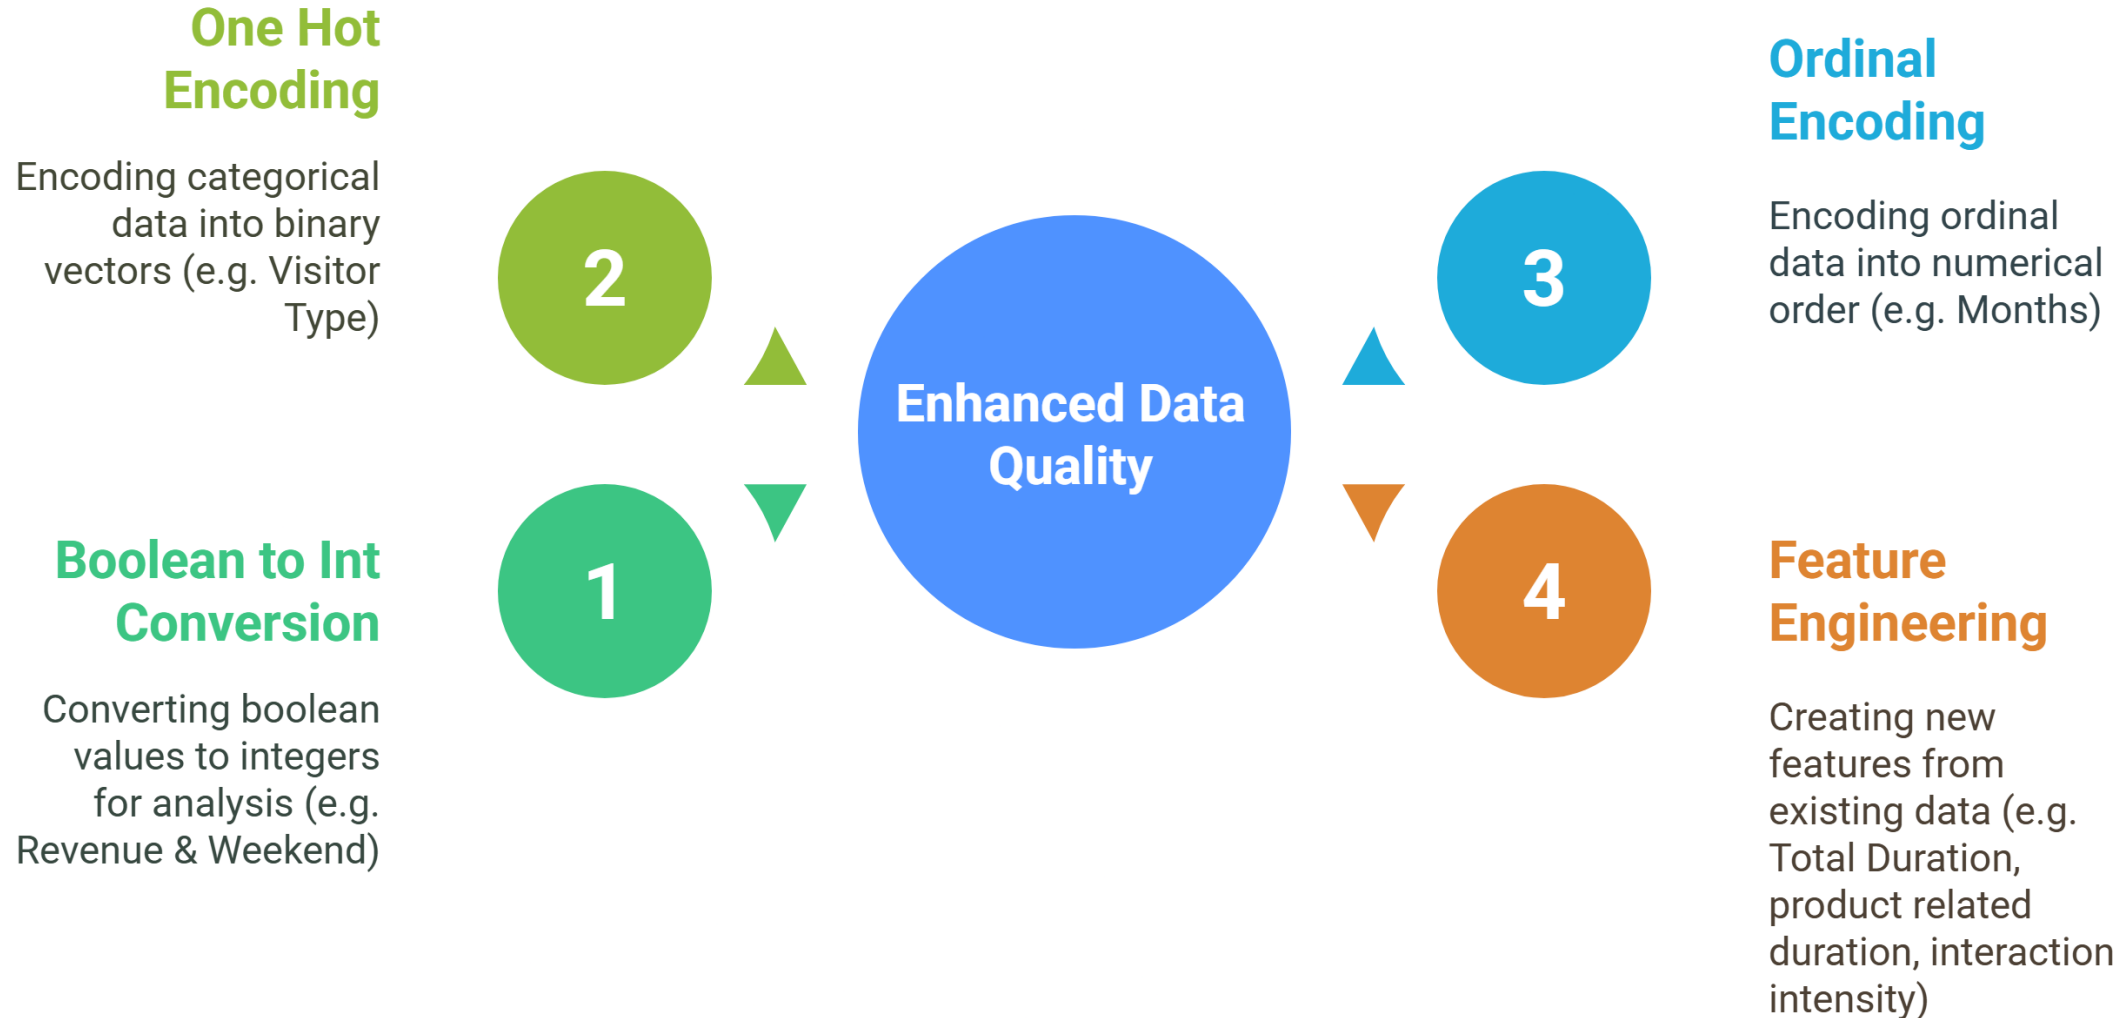 One Hot
Encoding
Encoding categorical
data into binary
vectors (e.g. Visitor
Type)
2
Boolean to Int
Conversion
Converting boolean
values to integers
for analysis (e.g.
Revenue & Weekend)
1
Enhanced Data
Quality
3
Ordinal
Encoding
Encoding ordinal
data into numerical
order (e.g. Months)
4
Feature
Engineering
Creating new
features from
existing data (e.g.
Total Duration,
product related
duration, interaction
intensity)